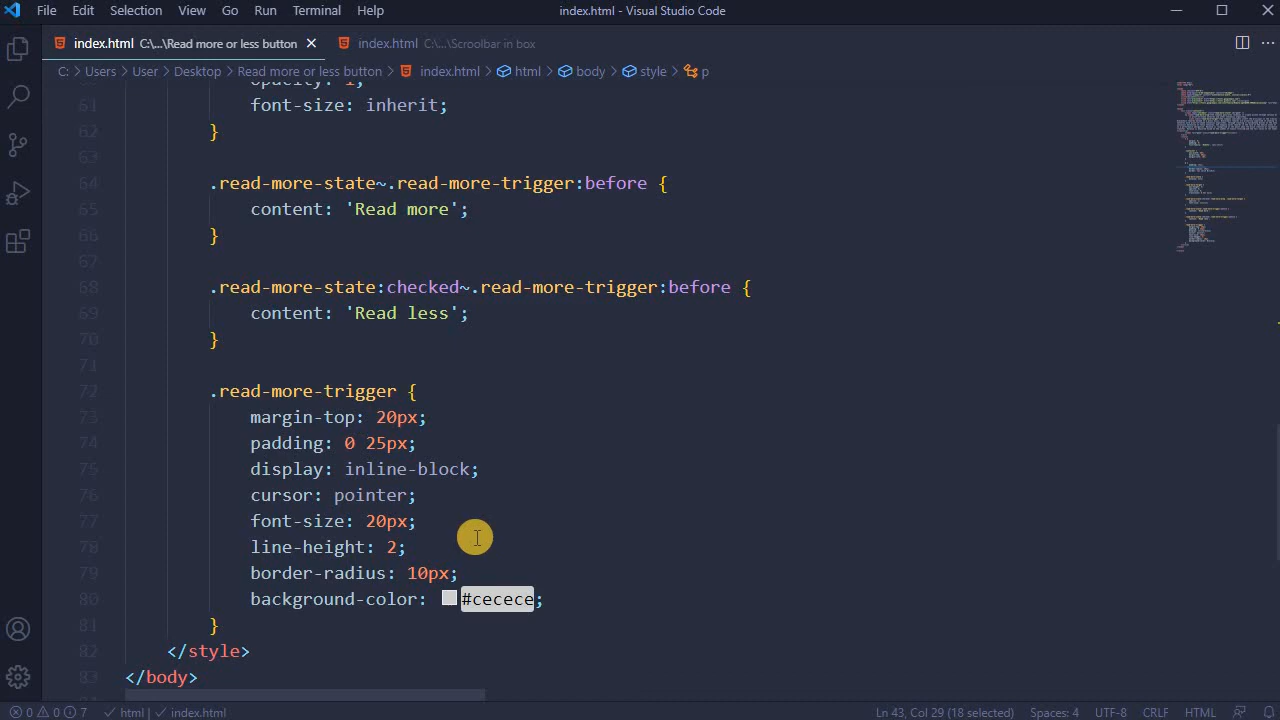 File Edit Selection View Go Run Terminal Help index.html - Visual Studio Code
index.html C:\...\Read more or less button index.html C:\...\Scroolbar in box
C: > Users > User > Desktop > Read more or less button > index.html > html > body > style > p
61 font-size: inherit;
62 }
63
64 .read-more-state~.read-more-trigger:before {
65 content: 'Read more';
66 }
67
68 .read-more-state:checked~.read-more-trigger:before {
69 content: 'Read less';
70 }
71
72 .read-more-trigger {
73 margin-top: 20px;
74 padding: 0 25px;
75 display: inline-block;
76 cursor: pointer;
77 font-size: 20px;
78 line-height: 2;
79 border-radius: 10px;
80 background-color: #cecece;
81 }
82 </style>
83 </body>
0 0 7 html | index.html Ln 43, Col 29 (18 selected) Spaces: 4 UTF-8 CRLF HTML